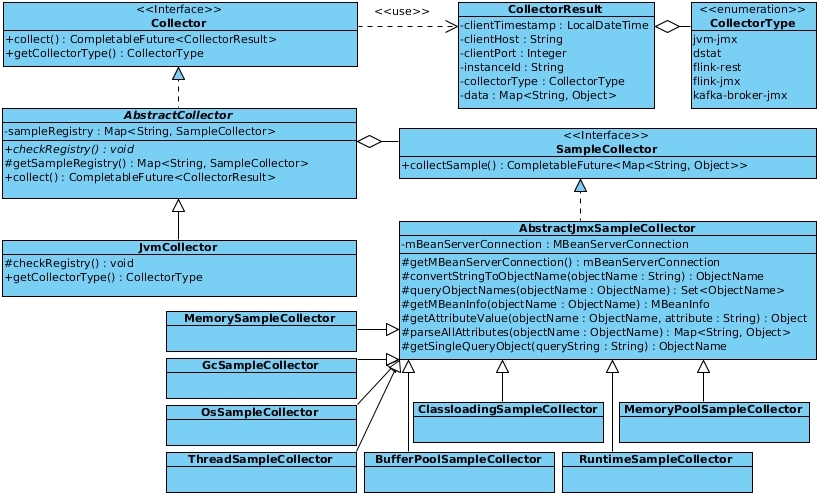 <<Interface>>
Collector
+collect() : CompletableFuture<CollectorResult>
+getCollectorType() : CollectorType
<<use>>
CollectorResult
-clientTimestamp : LocalDateTime
-clientHost : String
-clientPort : Integer
-instanceId : String
-collectorType : CollectorType
-data : Map<String, Object>
<<enumeration>>
CollectorType
jvm-jmx
dstat
flink-rest
flink-jmx
kafka-broker-jmx
AbstractCollector
-sampleRegistry : Map<String, SampleCollector>
+checkRegistry() : void
#getSampleRegistry() : Map<String, SampleCollector>
+collect() : CompletableFuture<CollectorResult>
<<Interface>>
SampleCollector
+collectSample() : CompletableFuture<Map<String, Object>>
JvmCollector
#checkRegistry() : void
+getCollectorType() : CollectorType
AbstractJmxSampleCollector
-mBeanServerConnection : MBeanServerConnection
#getMBeanServerConnection() : mBeanServerConnection
#convertStringToObjectName(objectName : String) : ObjectName
#queryObjectNames(objectName : ObjectName) : Set<ObjectName>
#getMBeanInfo(objectName : ObjectName) : MBeanInfo
#getAttributeValue(objectName : ObjectName, attribute : String) : Object
#parseAllAttributes(objectName : ObjectName) : Map<String, Object>
#getSingleQueryObject(queryString : String) : ObjectName
MemorySampleCollector
GcSampleCollector
OsSampleCollector
ClassloadingSampleCollector
MemoryPoolSampleCollector
ThreadSampleCollector
BufferPoolSampleCollector
RuntimeSampleCollector